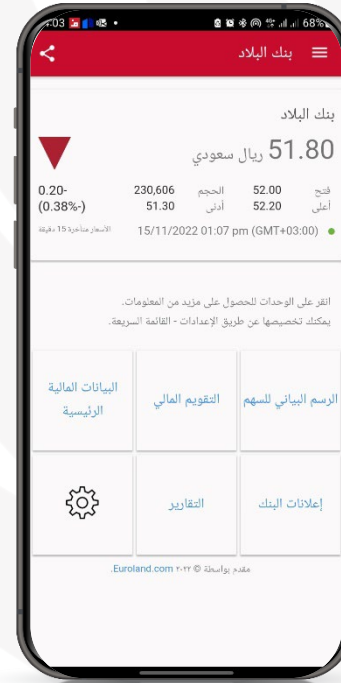 :03 68%
بنك البلاد
بنك البلاد
51.80 ريال سعودي
فتح 52.00 الحجم 230,606 0.20-
أعلى 52.20 أدنى 51.30 (0.38%-)
15/11/2022 01:07 pm (GMT+03:00) الأسعار متاخرة 15 دقيقة
انقر على الوحدات للحصول على مزيد من المعلومات.
يمكنك تخصيصها عن طريق الإعدادات - القائمة السريعة.
الرسم البياني للسهم
التقويم المالي
البيانات المالية
الرئيسية
إعلانات البنك
التقارير
مقدم بواسطة © ٢٠٢٢ Euroland.com.